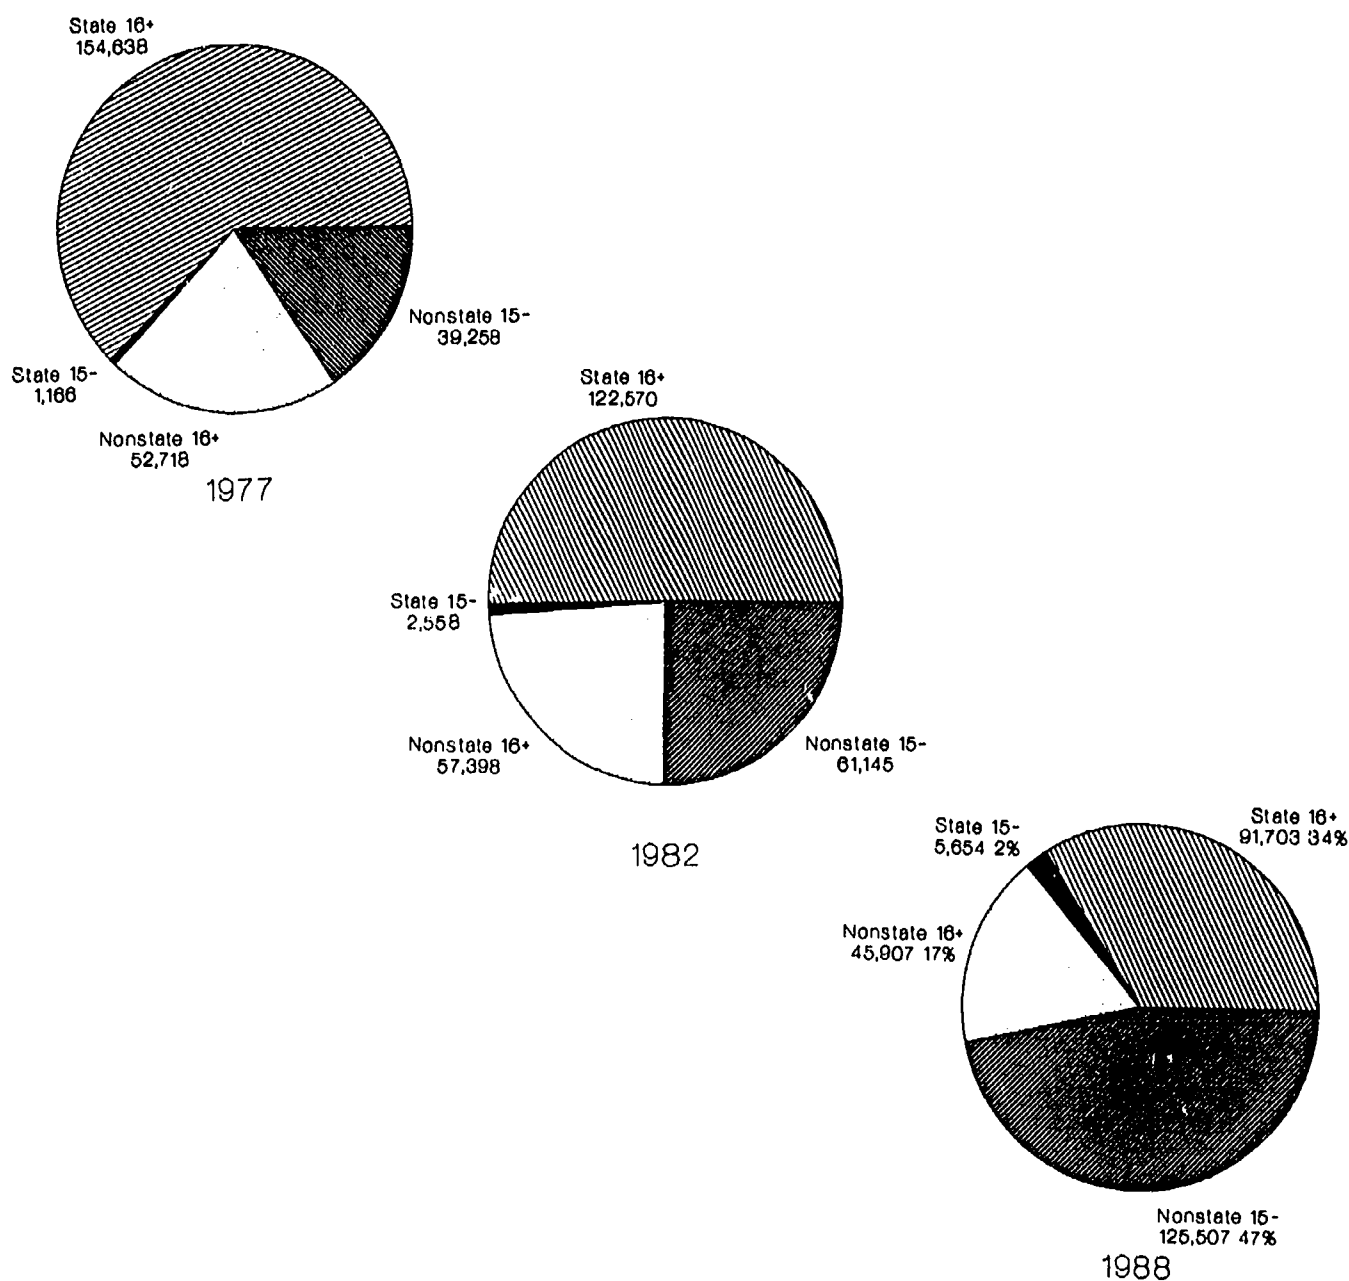 State 16+
154,638
Nonstate 15-
39,258
State 15-
1,166
Nonstate 16+
52,718
1977
State 16+
122,570
State 15-
2,558
Nonstate 16+
57,398
Nonstate 15-
61,145
1982
State 15-
5,654 2%
State 16+
91,703 34%
Nonstate 16+
45,907 17%
Nonstate 15-
125,507 47%
1988